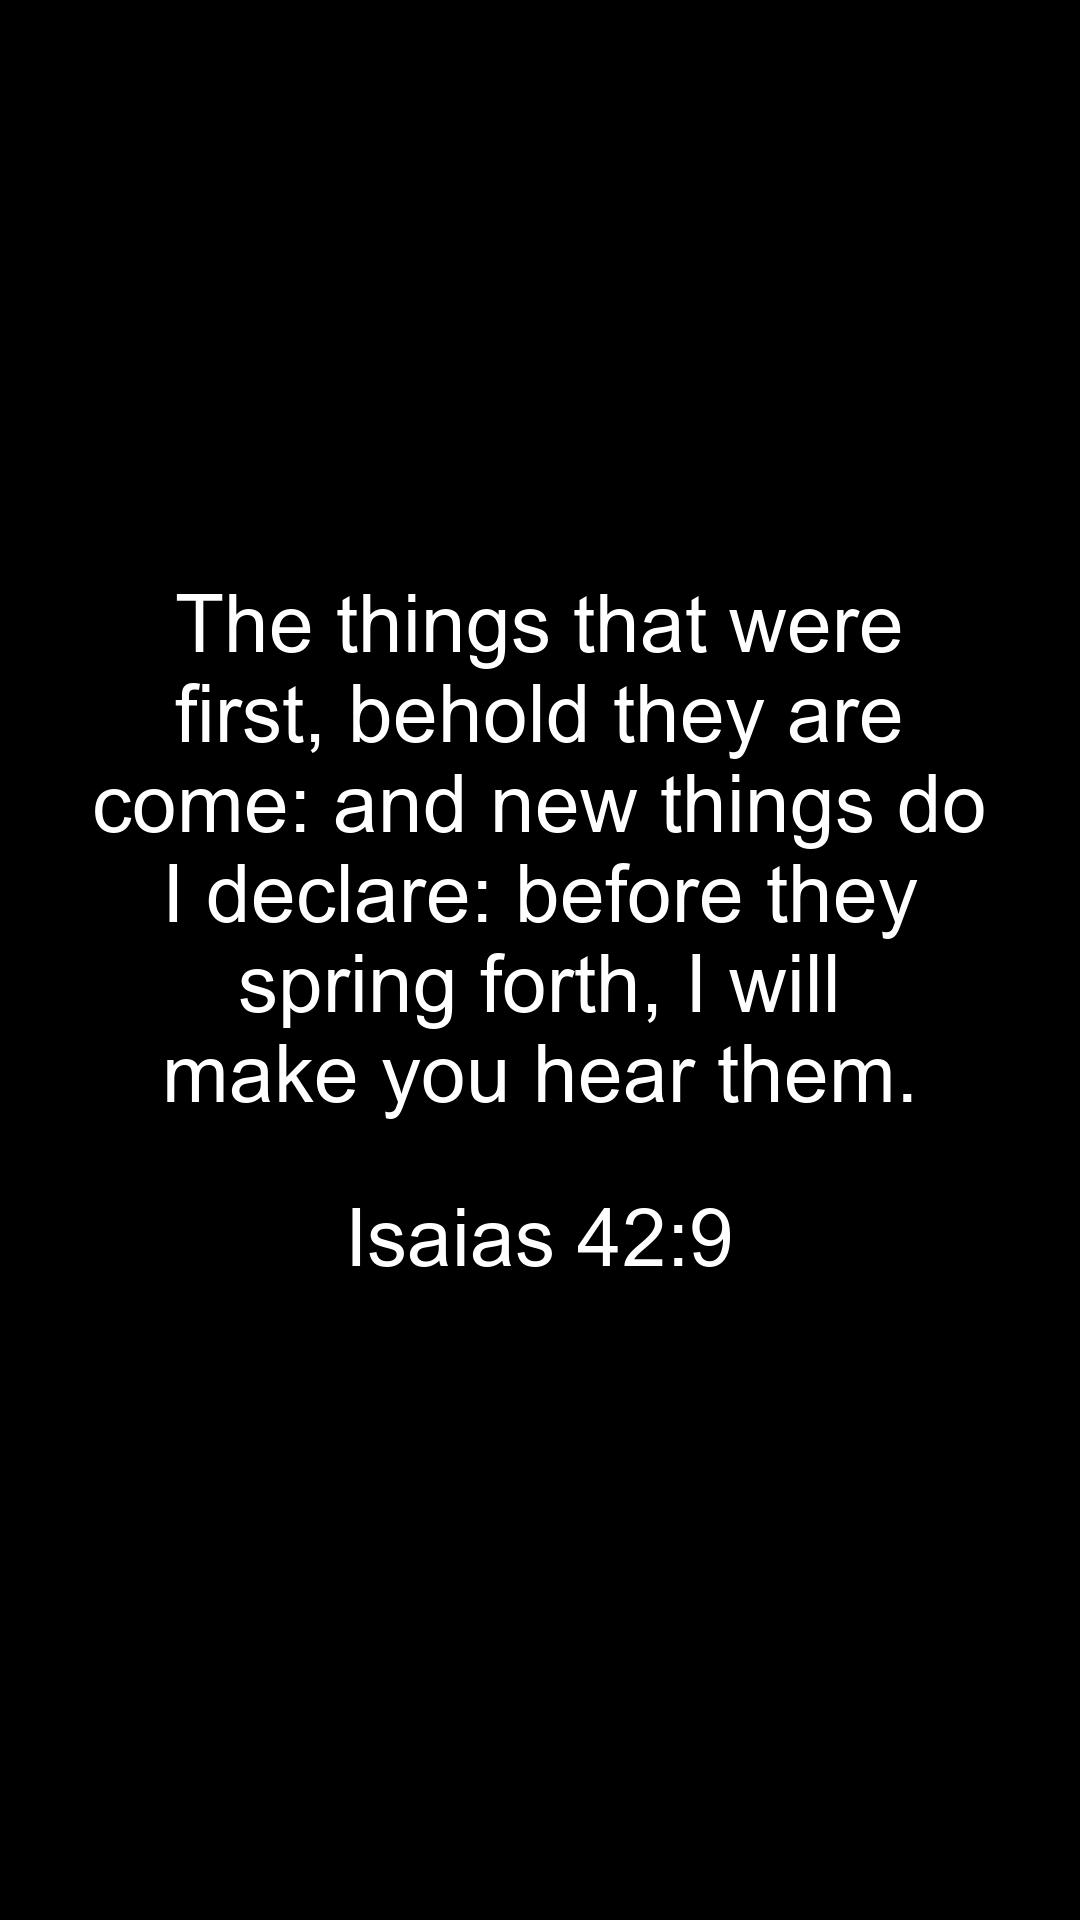 The things that were
first, behold they are
come: and new things do
I declare: before they
spring forth, I will
make you hear them.
Isaias 42:9